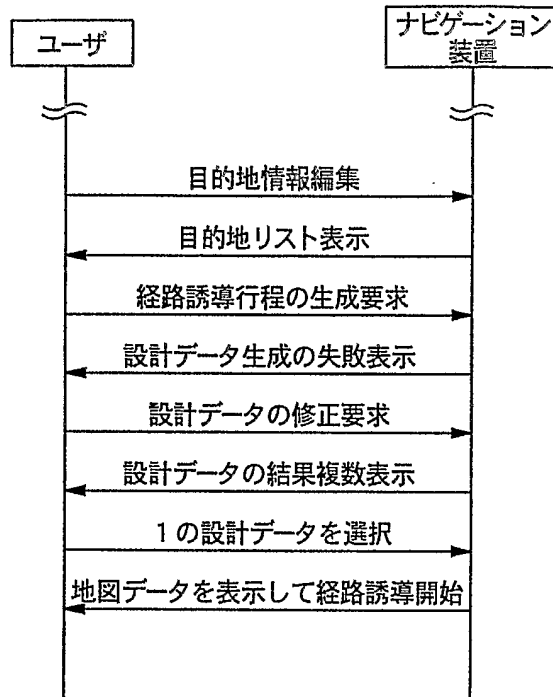 ユーザ
ナビゲーション
装置
目的地情報編集
目的地リスト表示
経路誘導行程の生成要求
設計データ生成の失敗表示
設計データの修正要求
設計データの結果複数表示
1の設計データを選択
地図データを表示して経路誘導開始